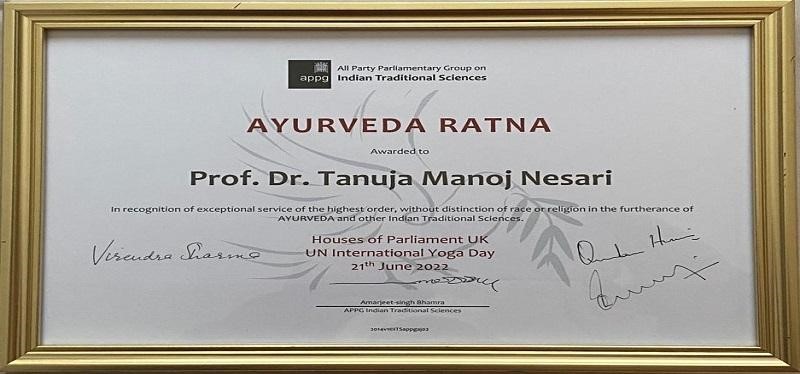 appg
All Party Parliamentary Group on
Indian Traditional Sciences
AYURVEDA RATNA
Awarded to
Prof. Dr. Tanuja Manoj Nesari
In recognition of exceptional service of the highest order, without distinction of race or religion in the furtherance of
AYURVEDA and other Indian Traditional Sciences.
Houses of Parliament UK
UN International Yoga Day
21th June 2022
Virendra Sharma
Amarjeet-singh Bhamra
APPG Indian Traditional Sciences